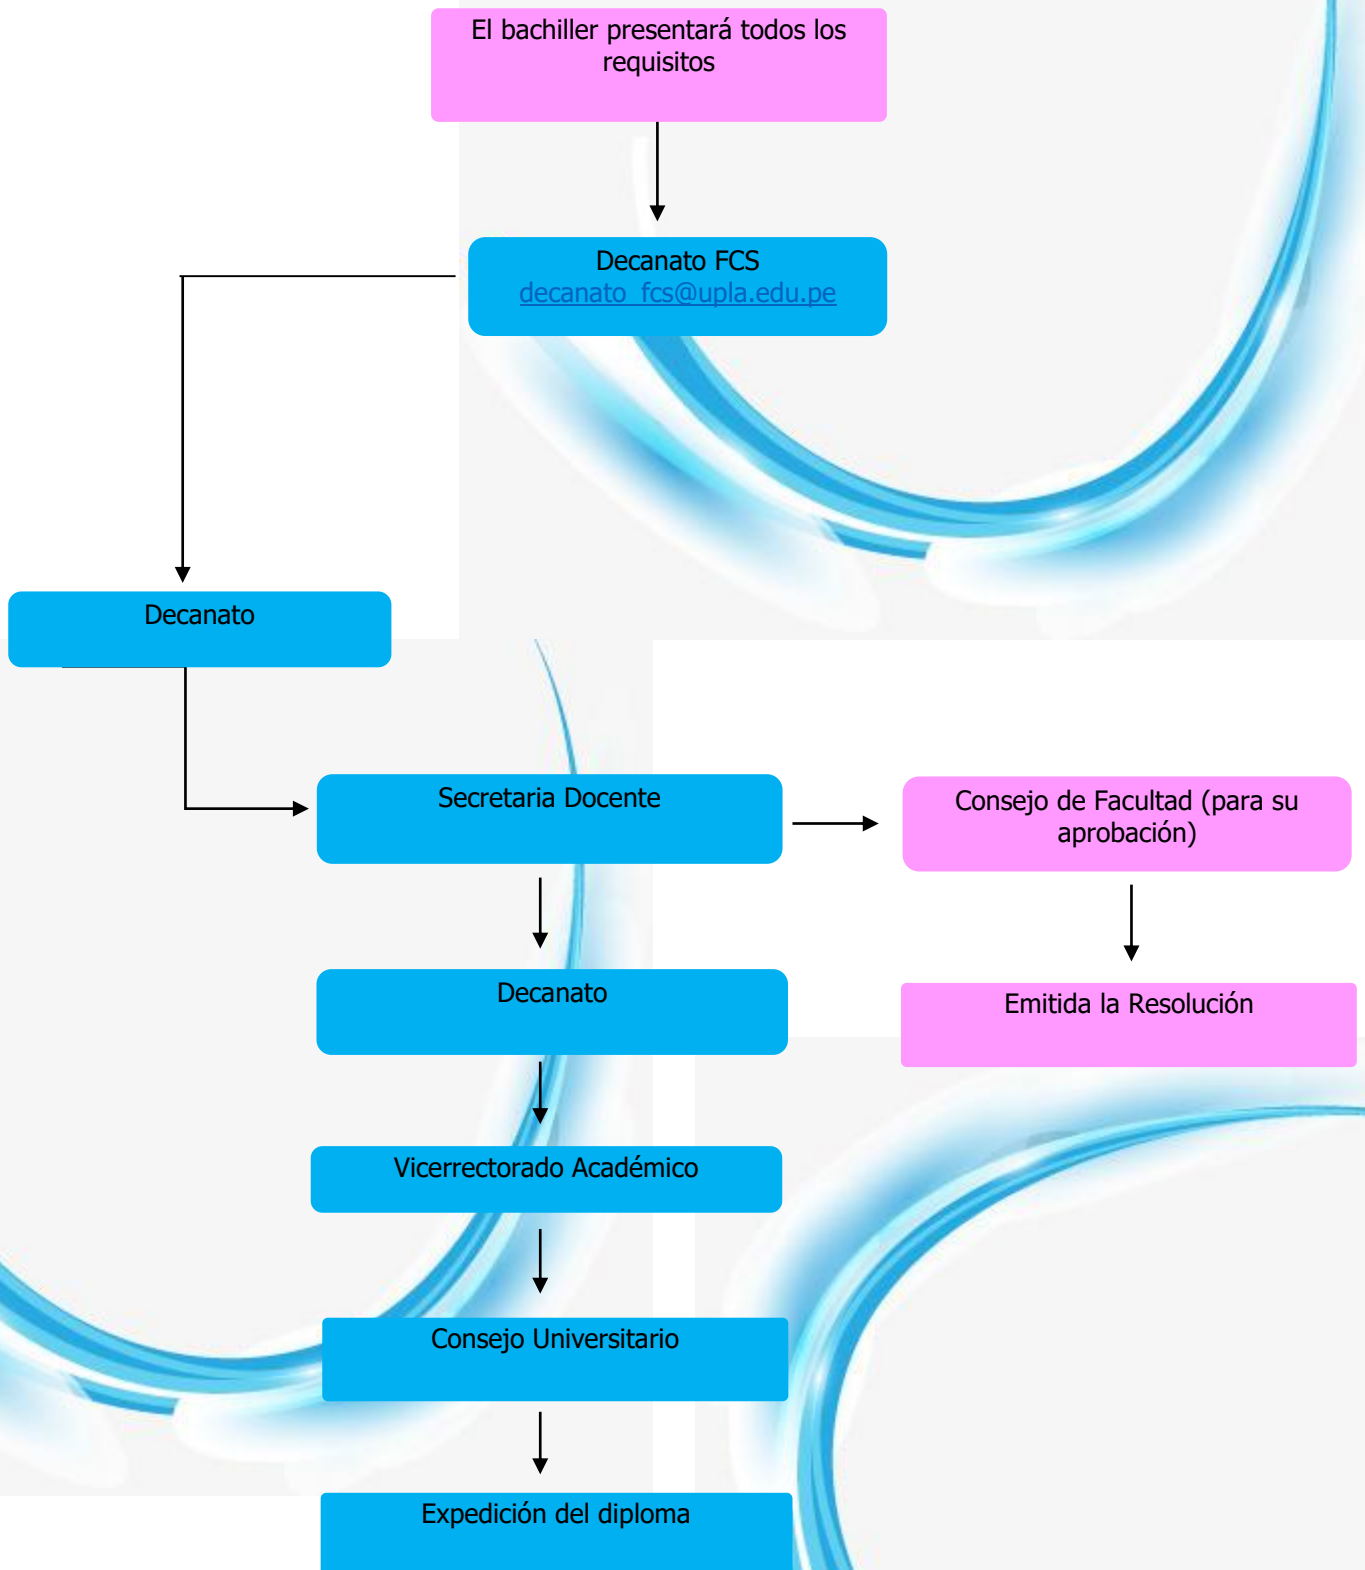 El bachiller presentará todos los
requisitos
Decanato FCS
decanato_fcs@upla.edu.pe
Decanato
Secretaria Docente
Consejo de Facultad (para su
aprobación)
Decanato
Emitida la Resolución
Vicerrectorado Académico
Consejo Universitario
Expedición del diploma